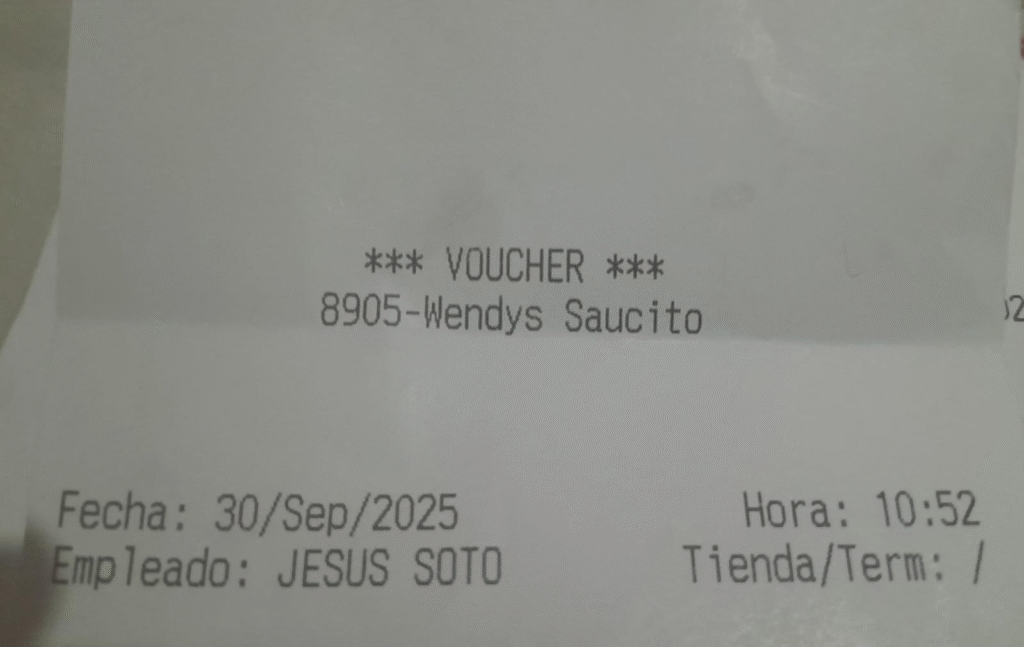 *** VOUCHER ***
8905-Wendys Saucito
Fecha: 30/Sep/2025 Hora: 10:52
Empleado: JESUS SOTO Tienda/Term: /